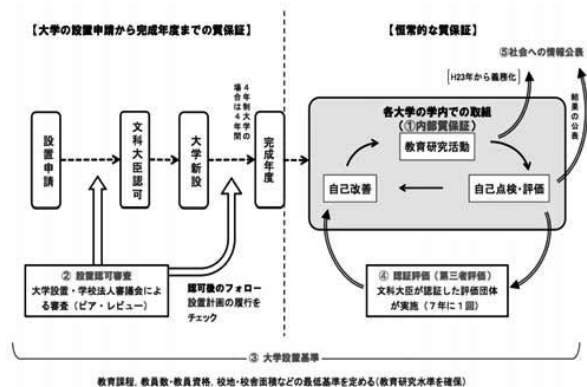 【大学の設置申請から完成年度までの質保証】
【恒常的な質保証】
⑤社会への情報公表
[H23年から義務化]
結果の公表
4年制大学の
場合は4年間
設置申請
文科大臣認可
大学新設
完成年度
各大学の学内での取組
(①内部質保証)
教育研究活動
自己改善
自己点検・評価
② 設置認可審査
大学設置・学校法人審議会によ
る審査(ピア・レビュー)
認可後のフォロー
設置計画の履行を
チェック
④ 認証評価(第三者評価)
文科大臣が認証した評価団体
が実施(7年に1回)
③ 大学設置基準
教育課程, 教員数・教員資格, 校地・校舎面積などの最低基準を定める(教育研究水準を確保)